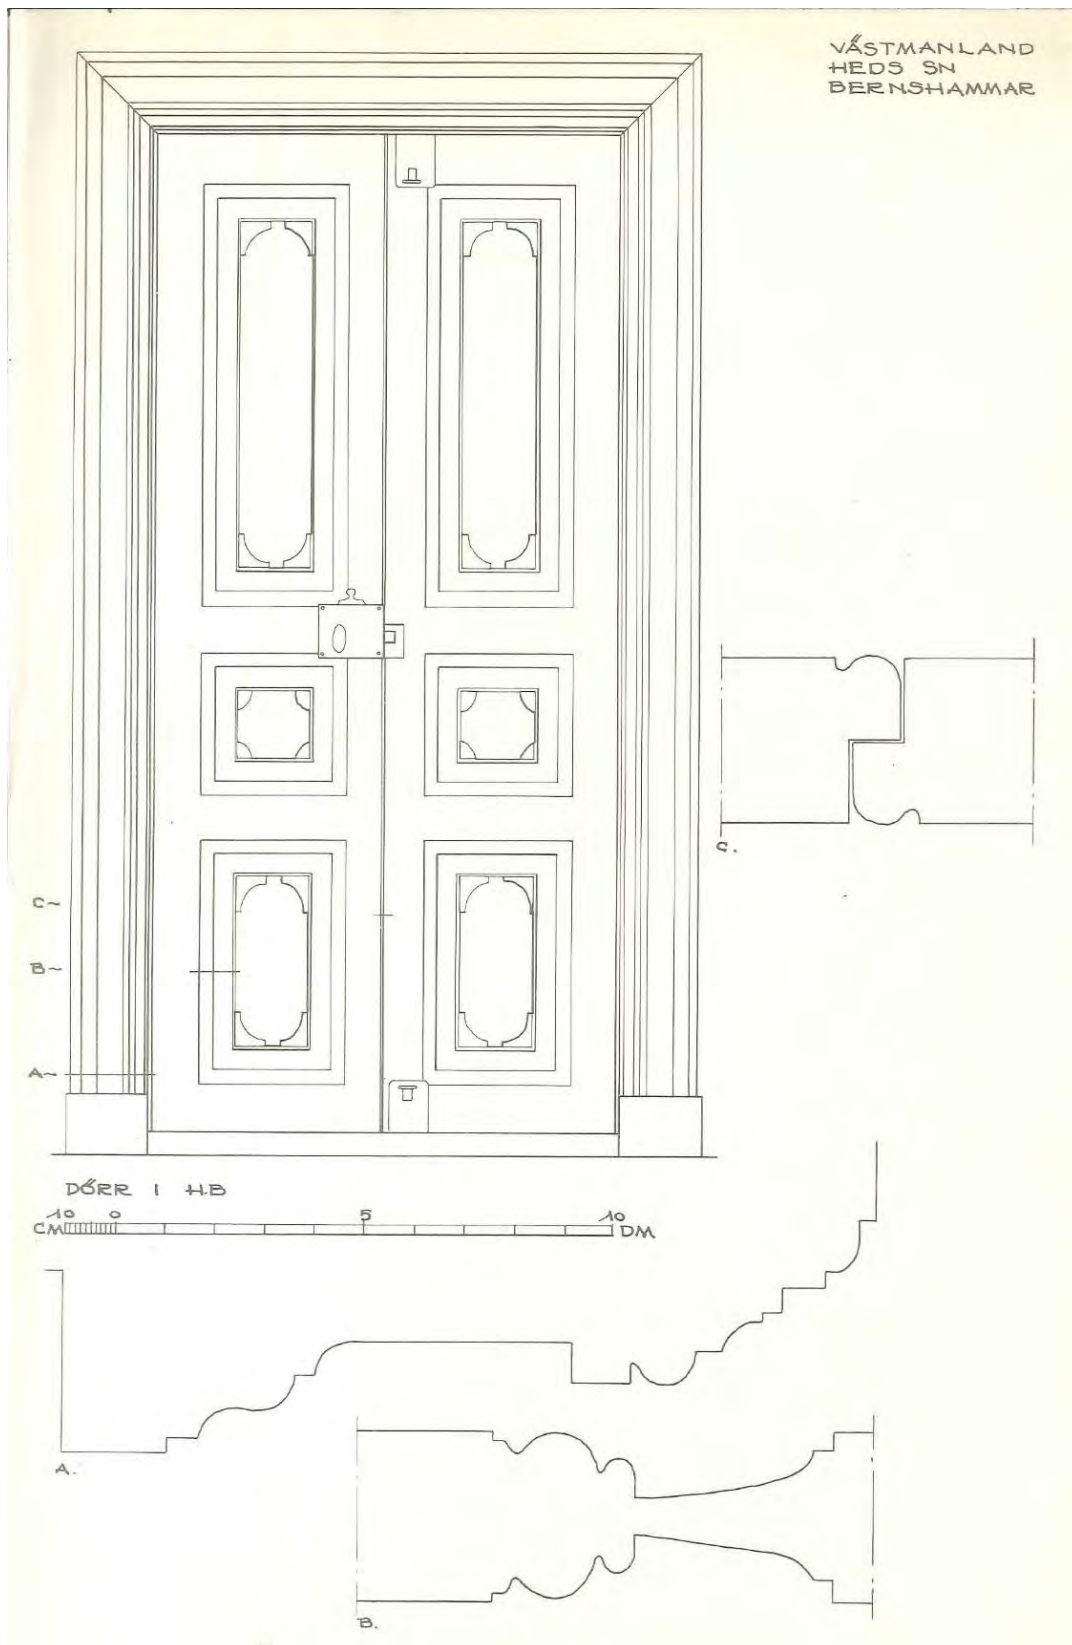 VÄSTMANLAND
HEDS SN
BERNSHAMMAR
C
B
A
C.
DÖRR I H.B
10 0 5 10
CM DM
A.
B.